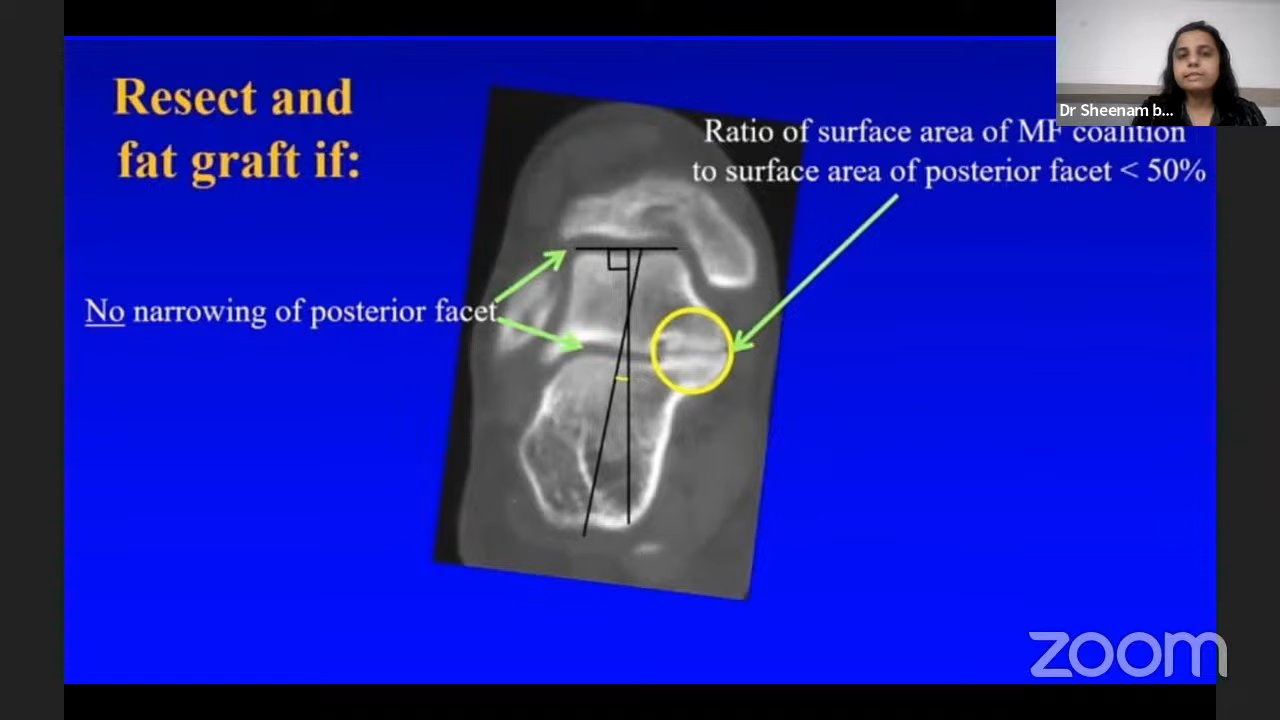 Resect and
fat graft if:
Dr Sheenam b...
Ratio of surface area of MF coalition
to surface area of posterior facet < 50%
No narrowing of posterior facet
zoom